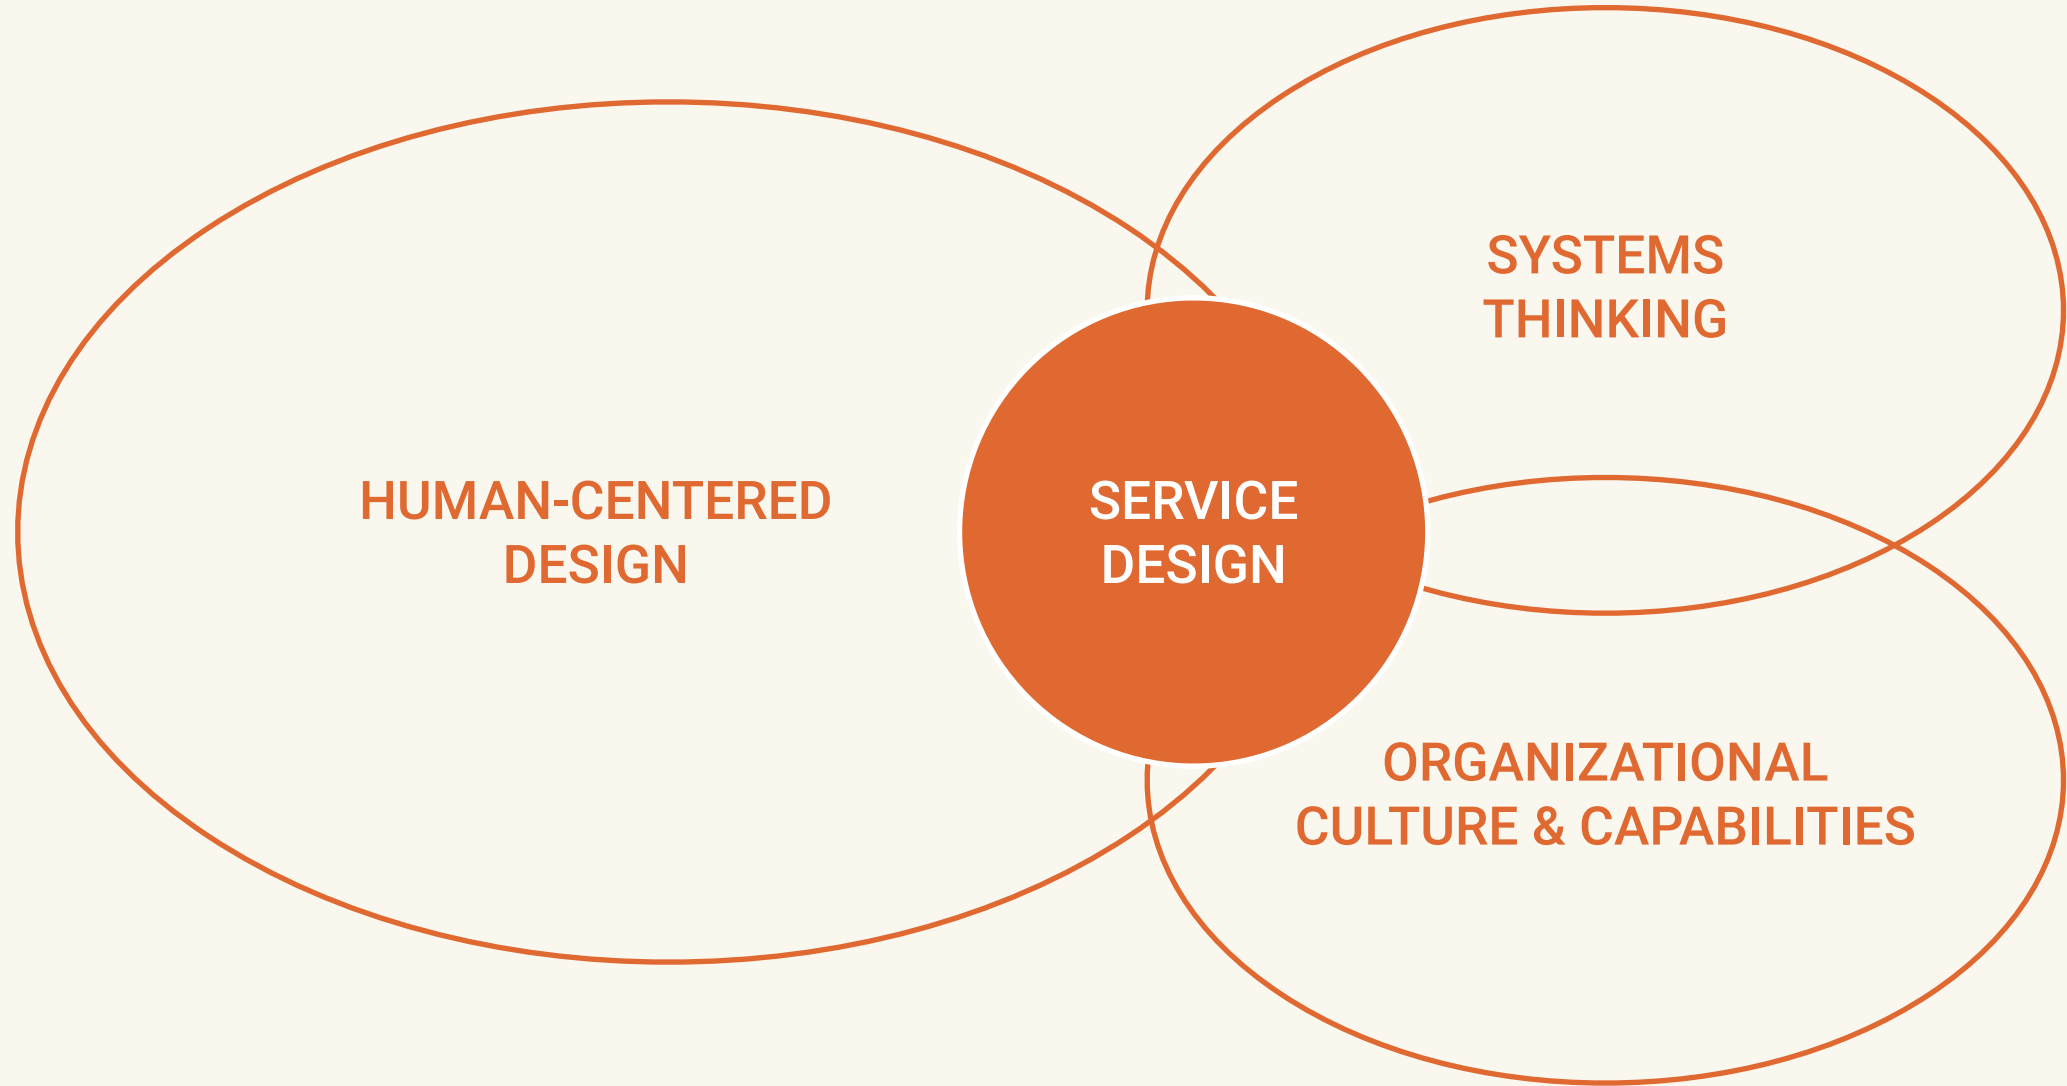 HUMAN-CENTERED
DESIGN
SERVICE
DESIGN
SYSTEMS
THINKING
ORGANIZATIONAL
CULTURE & CAPABILITIES